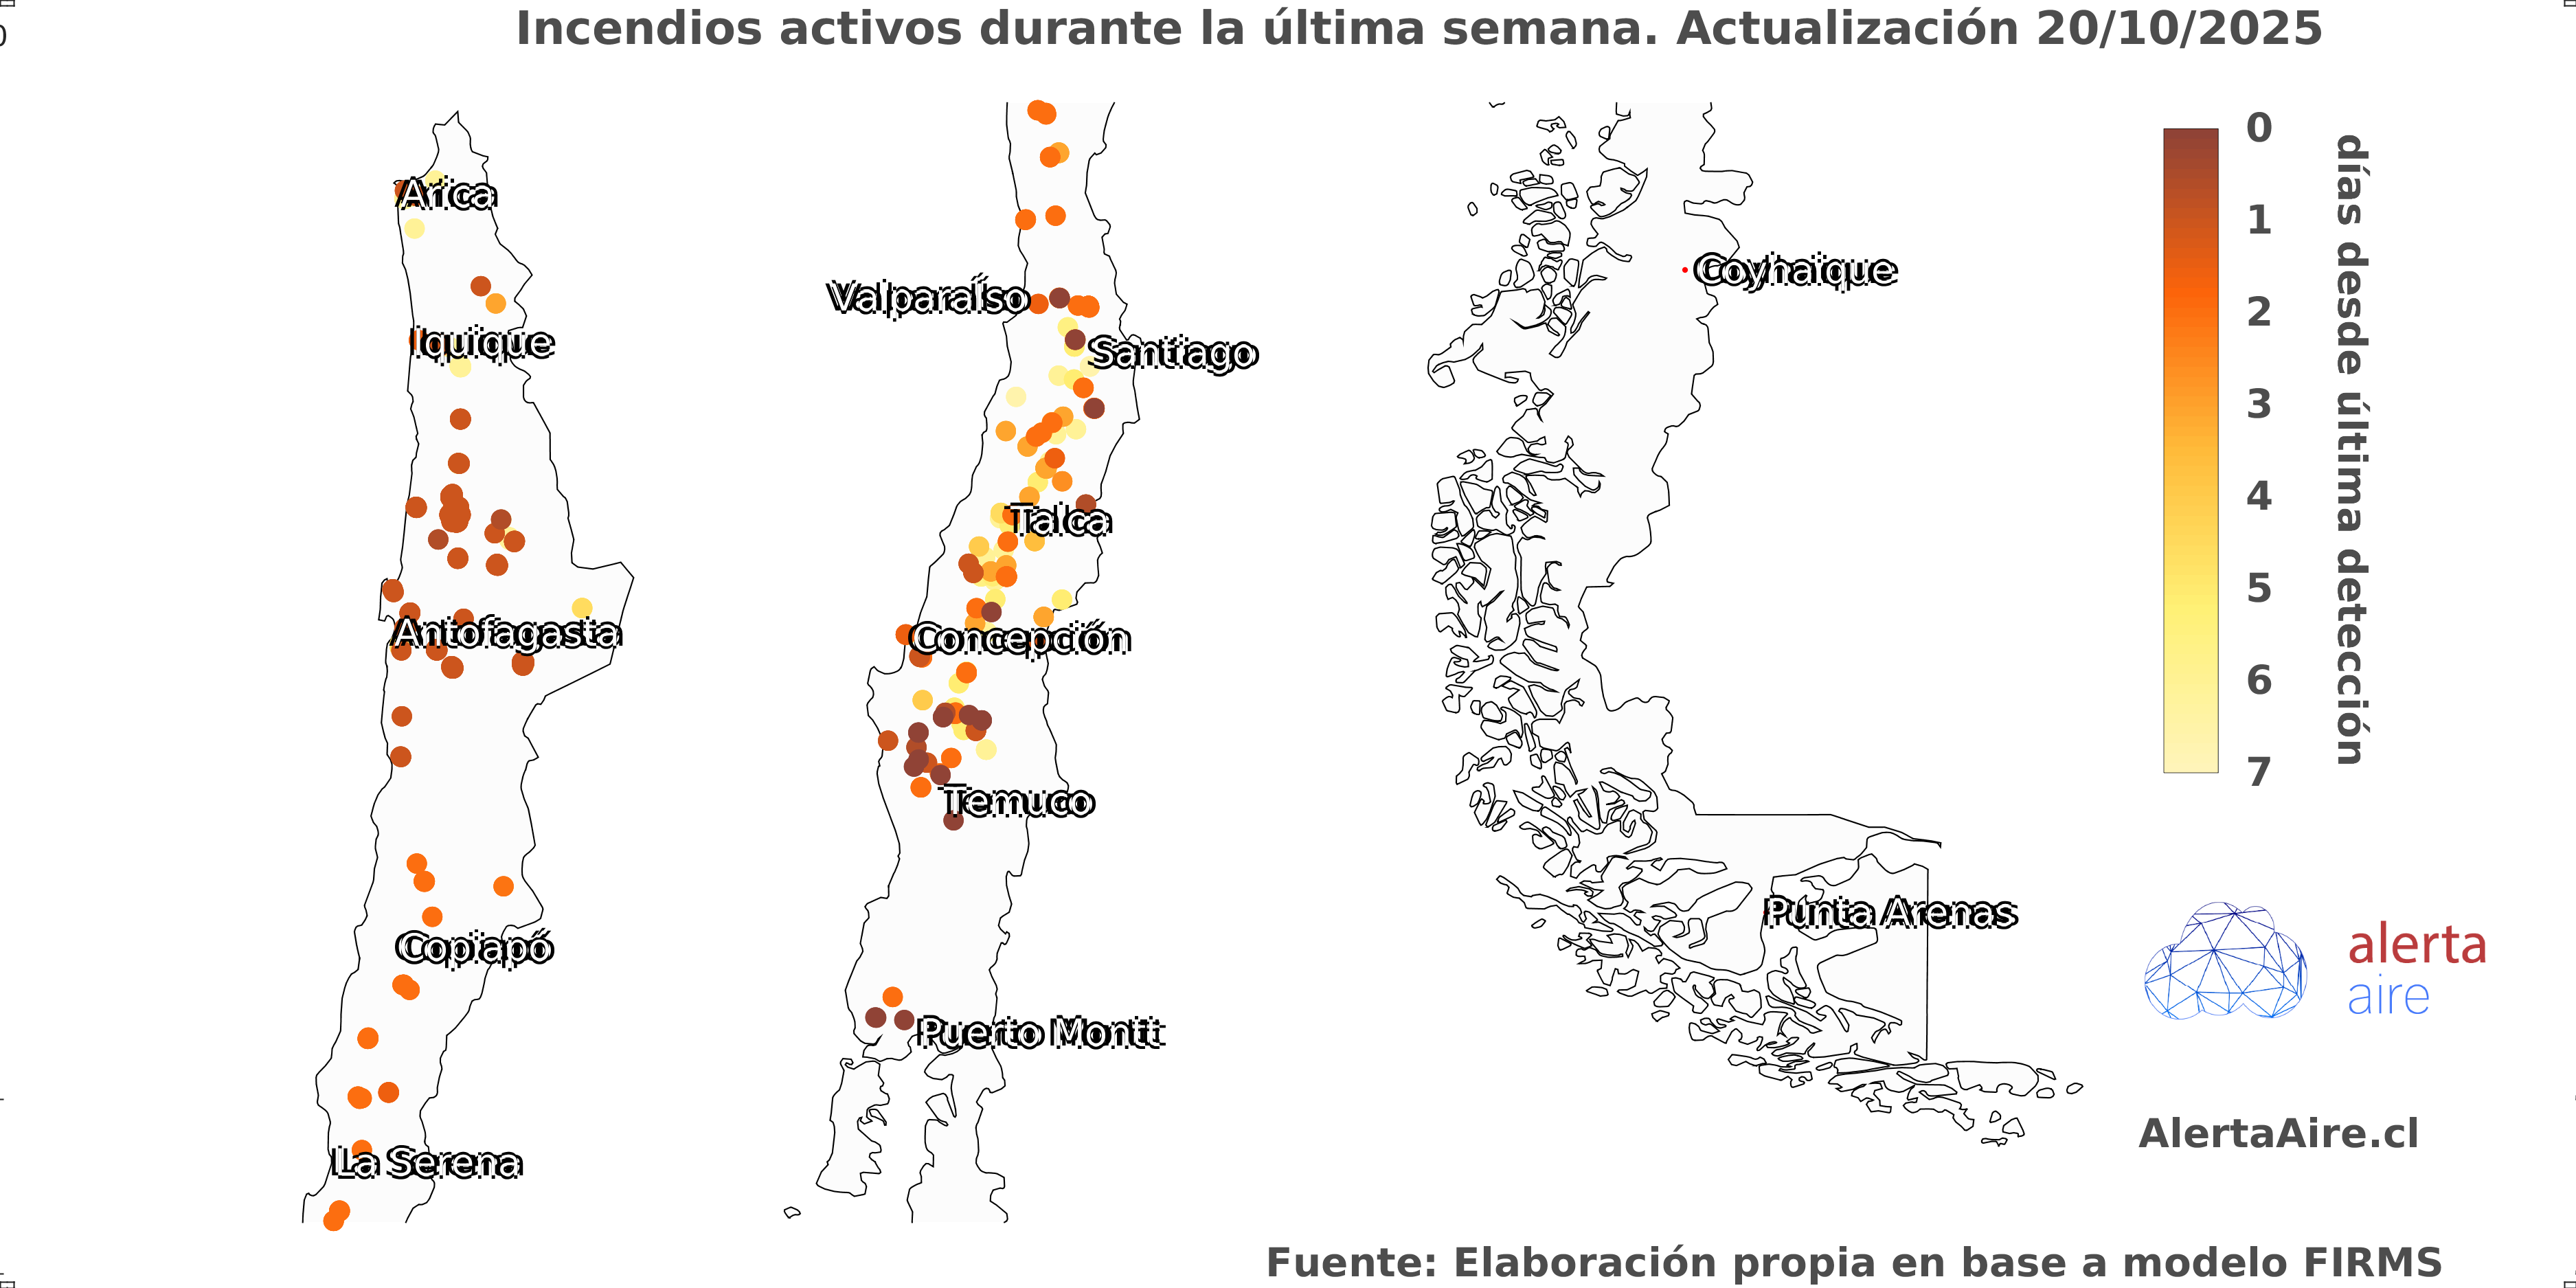 Incendios activos durante la última semana. Actualización 20/10/2025
0
Arica
Iquique
Antofagasta
Copiapó
La Serena
Valparaíso
Santiago
Talca
Concepción
Temuco
Puerto Montt
Coyhaique
Punta Arenas
0
1
2
3
4
5
6
7
días desde última detección
alerta
aire
AlertaAire.cl
Fuente: Elaboración propia en base a modelo FIRMS